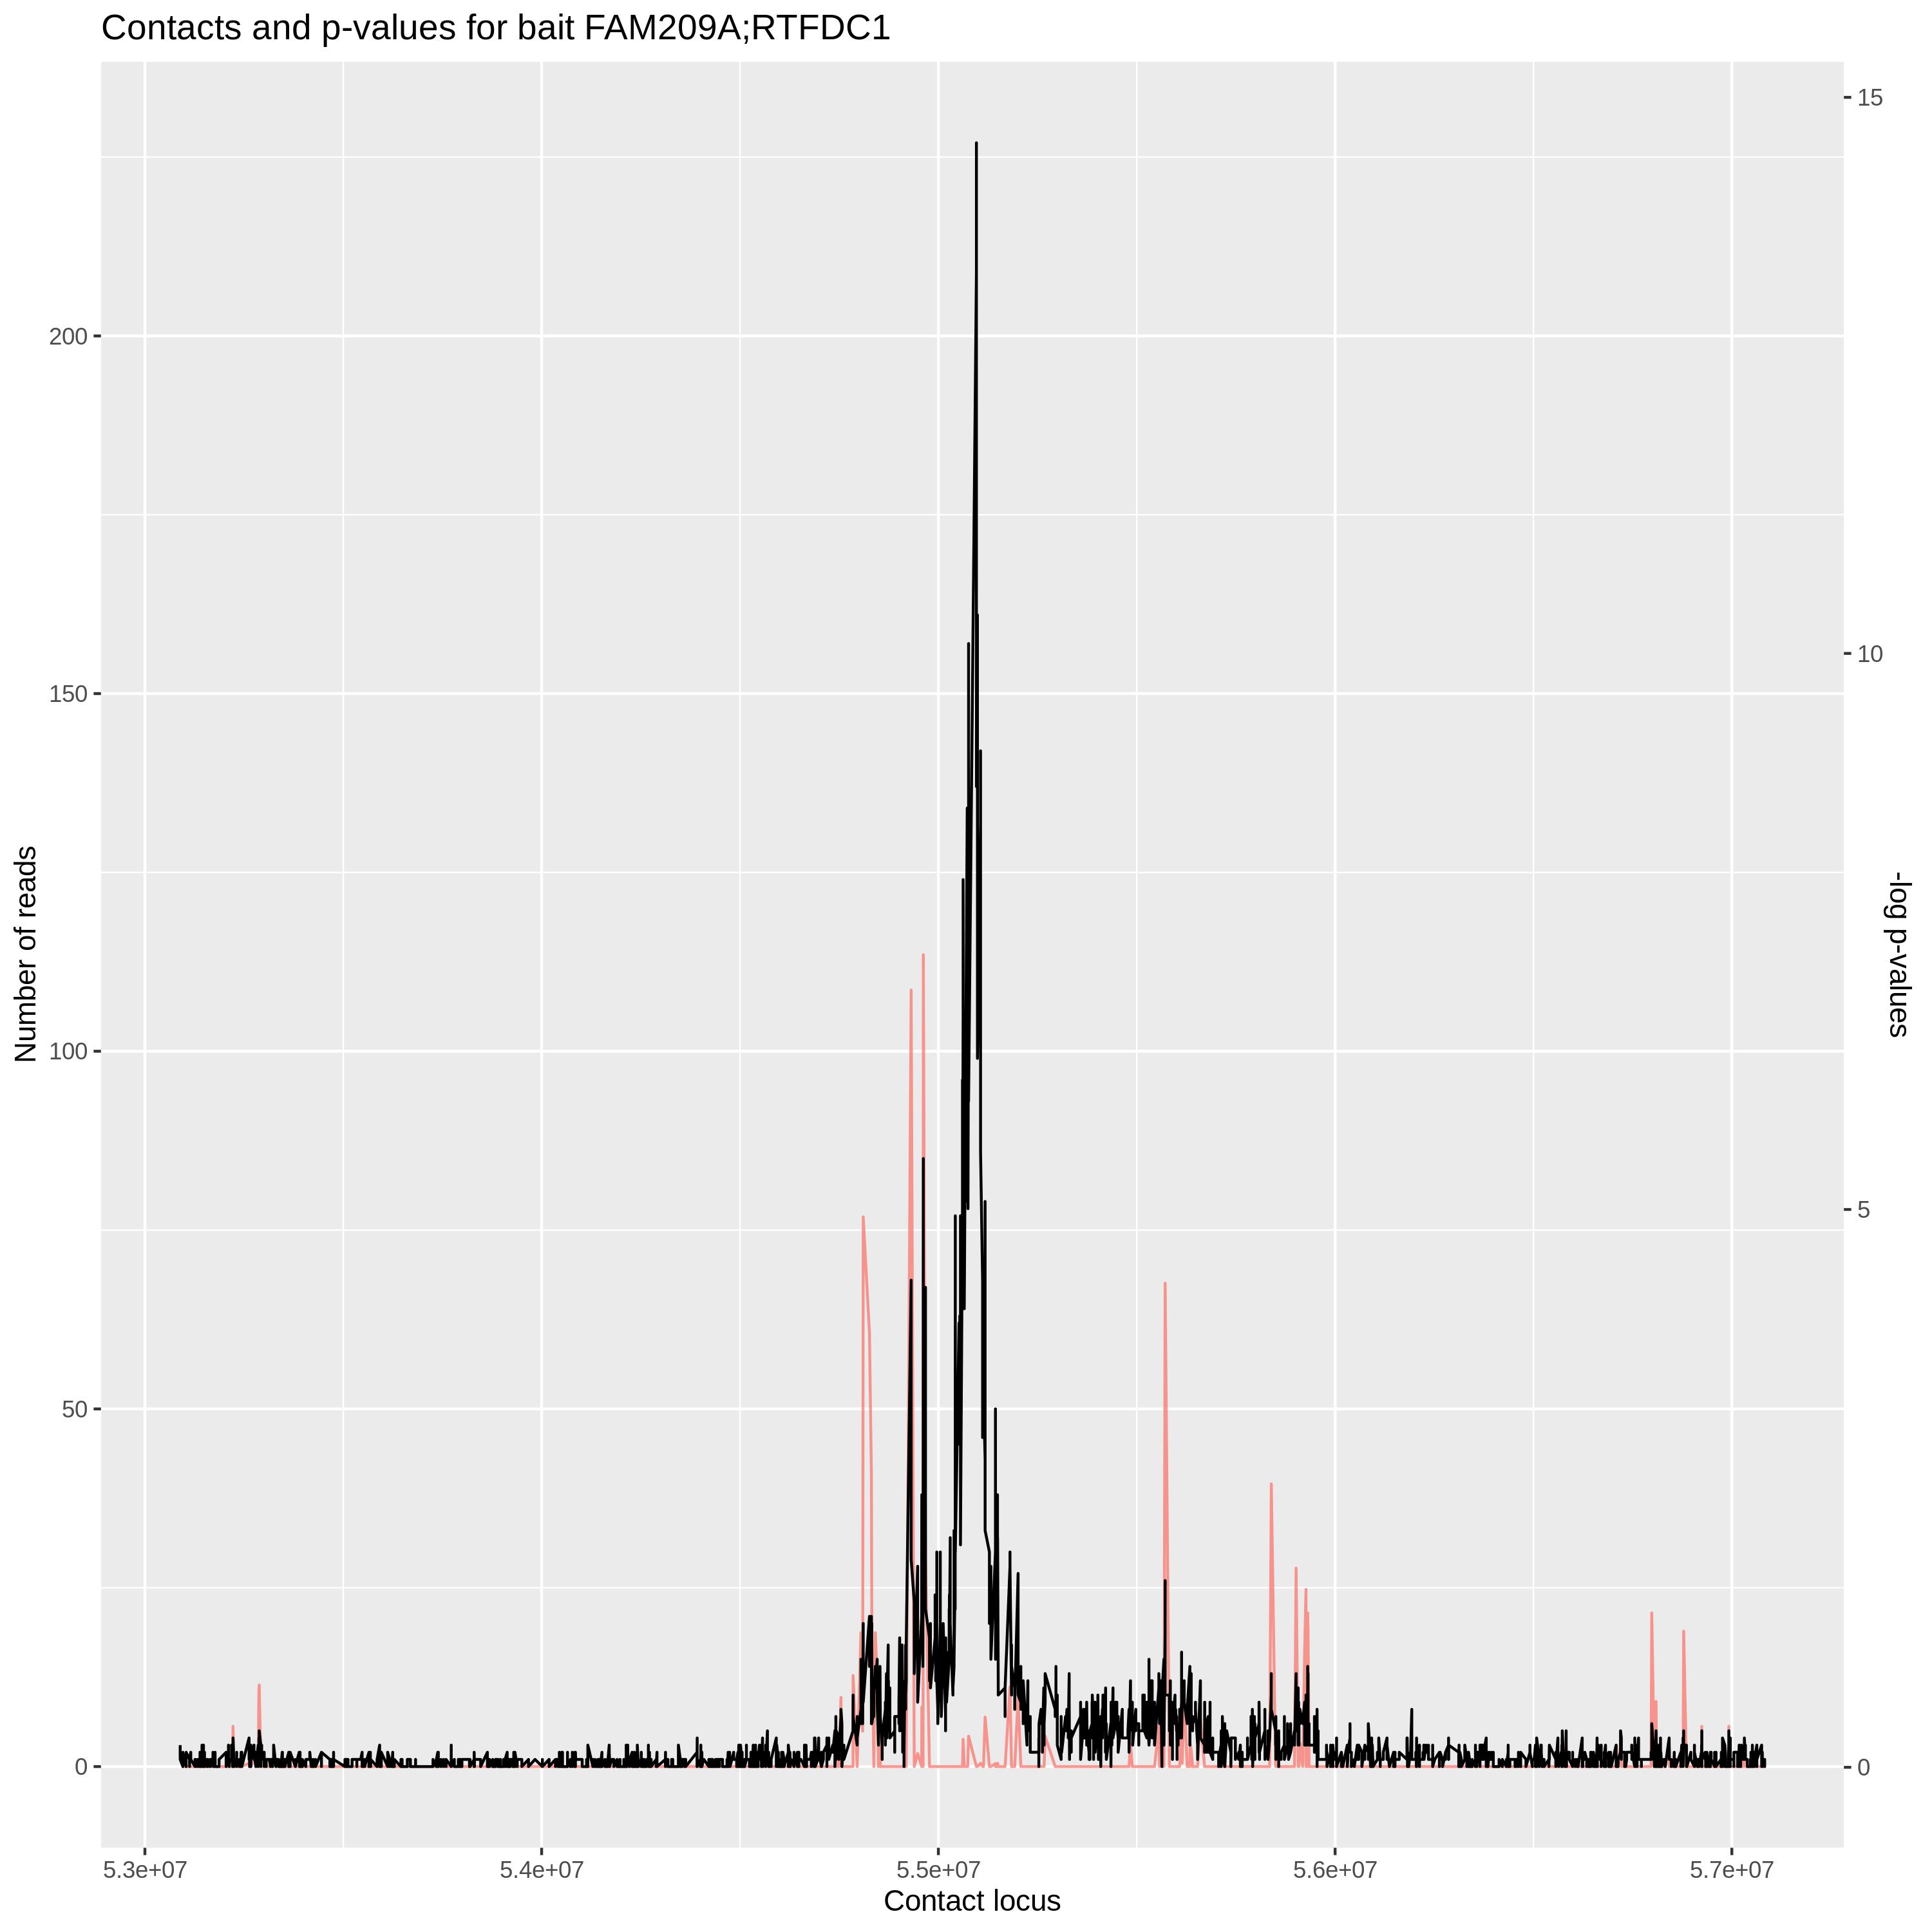 Contacts and p-values for bait FAM209A;RTFDC1
Number of reads
200
150
100
50
0
15
10
5
0
-log p-values
5.3e+07
5.4e+07
5.5e+07
5.6e+07
5.7e+07
Contact locus